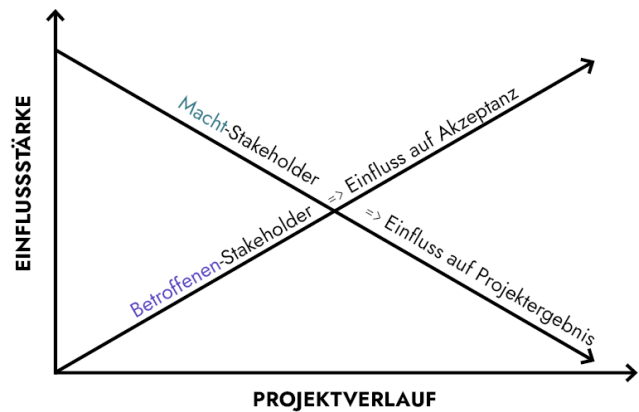 EINFLUSSSTÄRKE
Macht-Stakeholder
=> Einfluss auf Projektergebnis
Betroffenen-Stakeholder
=> Einfluss auf Akzeptanz
PROJEKTVERLAUF